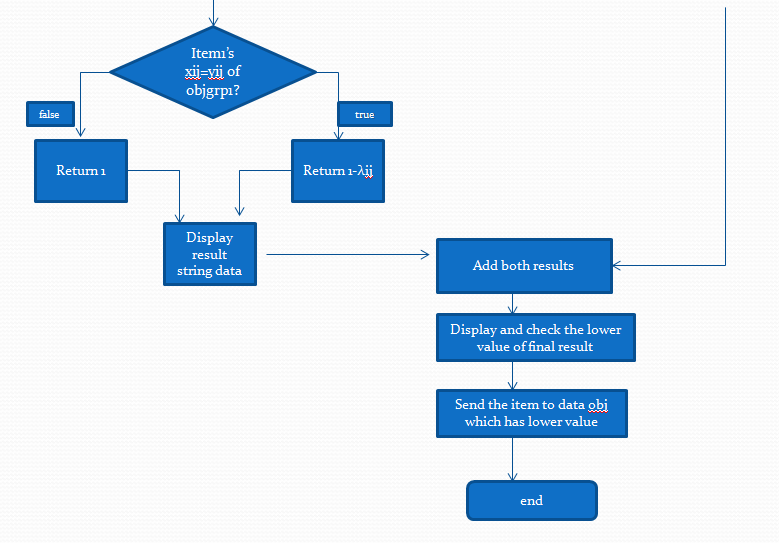 Item1's
xij=yij of
objgrp1?
false
true
Return 1
Return 1-λij
Display
result
string data
Add both results
Display and check the lower
value of final result
Send the item to data obj
which has lower value
end